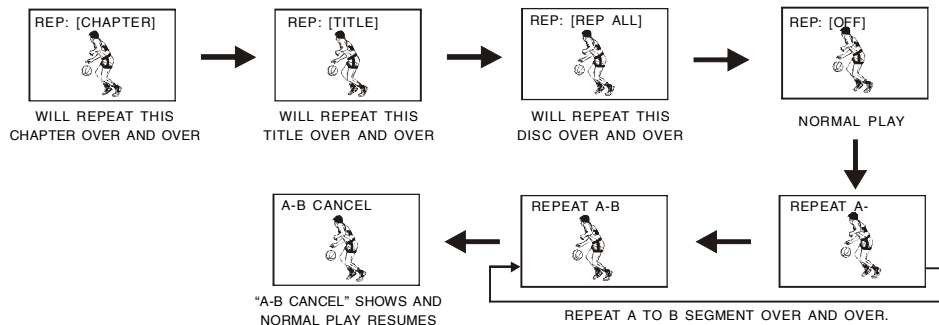 REP: [CHAPTER]
WILL REPEAT THIS
CHAPTER OVER AND OVER
REP: [TITLE]
WILL REPEAT THIS
TITLE OVER AND OVER
REP: [REP ALL]
WILL REPEAT THIS
DISC OVER AND OVER
REP: [OFF]
NORMAL PLAY
A-B CANCEL
“A-B CANCEL” SHOWS AND
NORMAL PLAY RESUMES
REPEAT A-B
REPEAT A-
REPEAT A TO B SEGMENT OVER AND OVER.